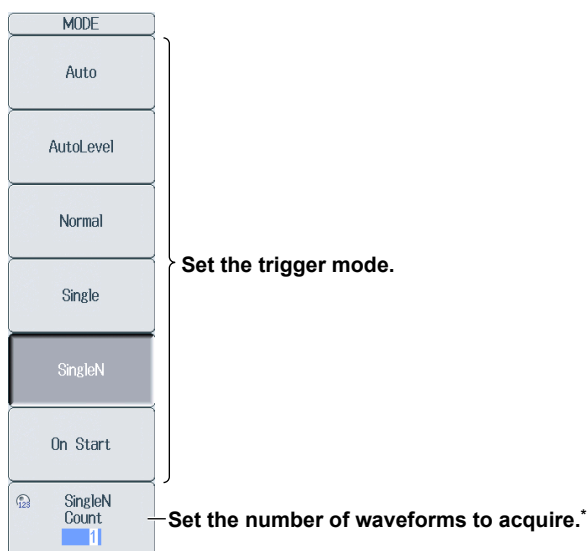 MODE
Auto
AutoLevel
Normal
Set the trigger mode.
Single
SingleN
On Start
123
SingleN
Count
1
Set the number of waveforms to acquire.*